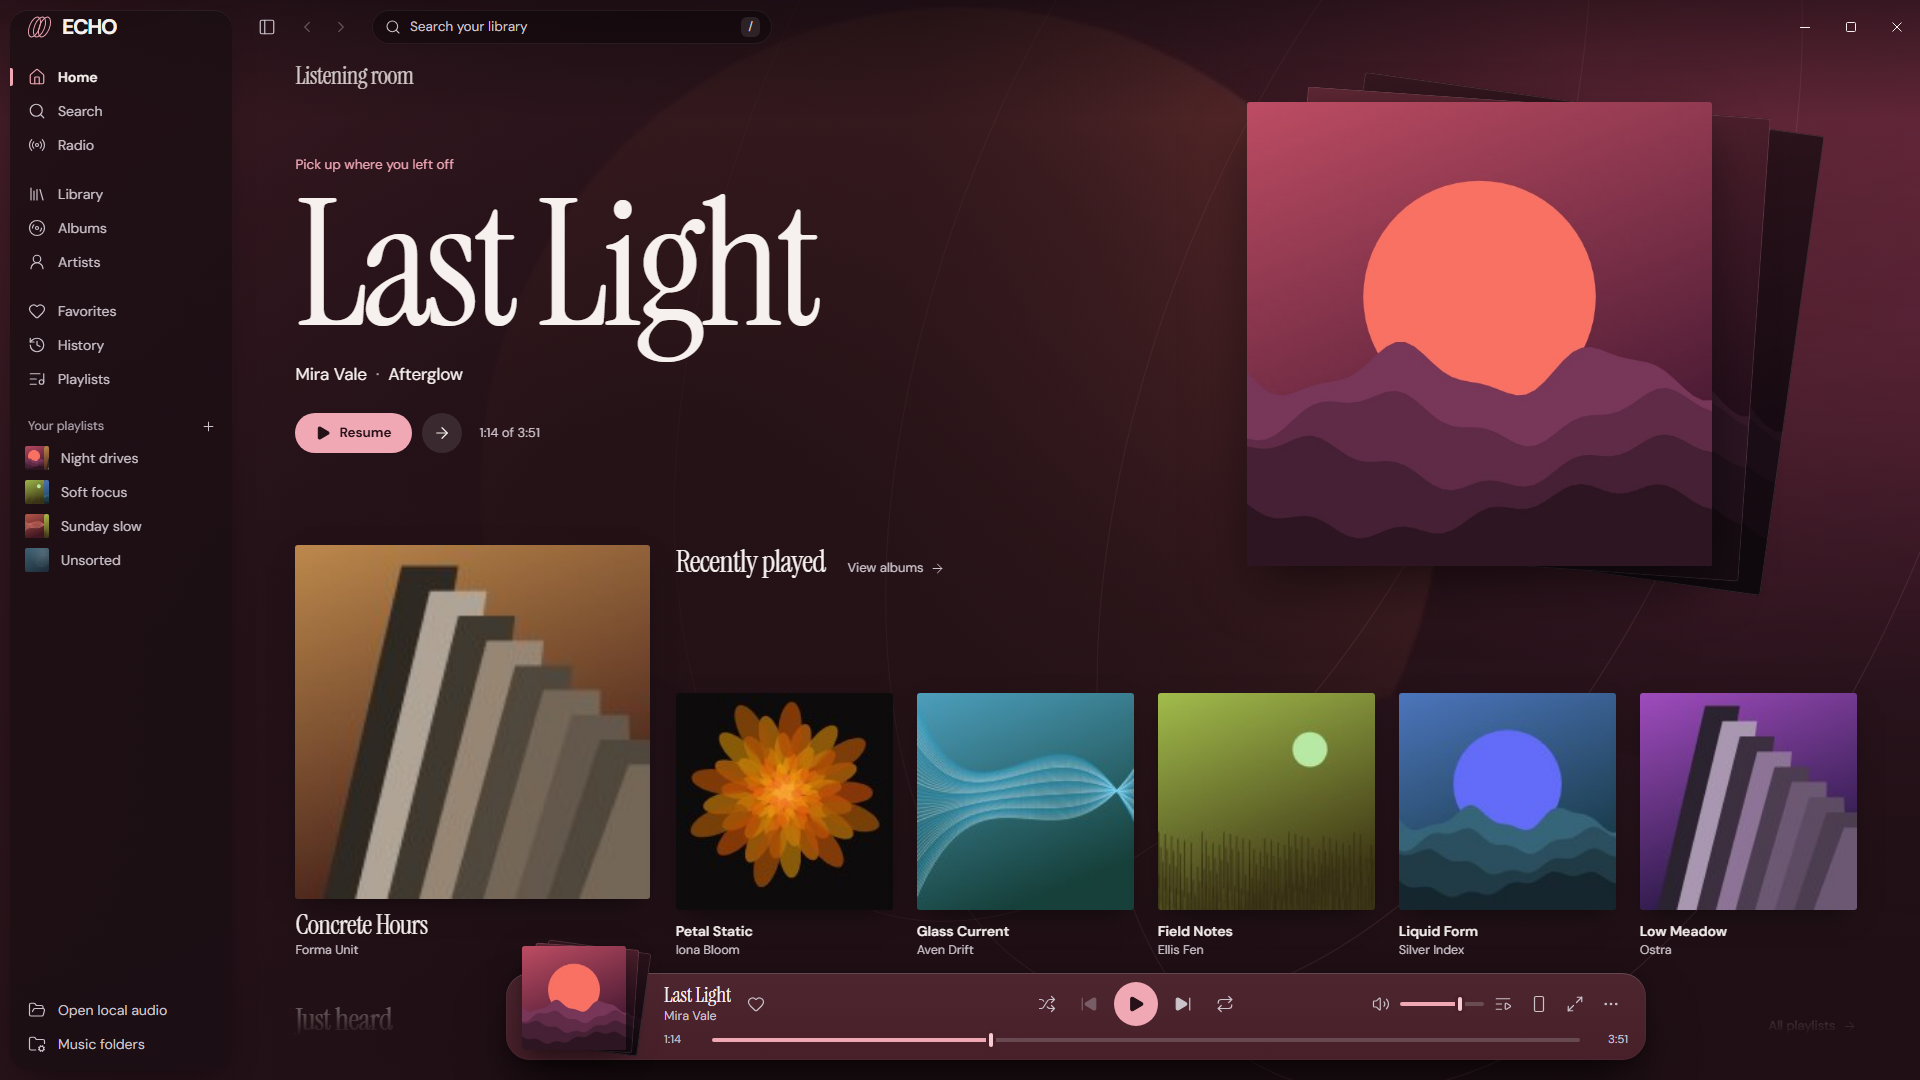 ECHO
Search your library
/
Home
Search
Radio
Library
Albums
Artists
Favorites
History
Playlists
Your playlists
Night drives
Soft focus
Sunday slow
Unsorted
Open local audio
Music folders
Listening room
Pick up where you left off
Last Light
Mira Vale · Afterglow
Resume
1:14 of 3:51
Recently played
View albums
Concrete Hours
Forma Unit
Petal Static
Iona Bloom
Glass Current
Aven Drift
Field Notes
Ellis Fen
Liquid Form
Silver Index
Low Meadow
Ostra
Just heard
All playlists
Last Light
Mira Vale
1:14
3:51